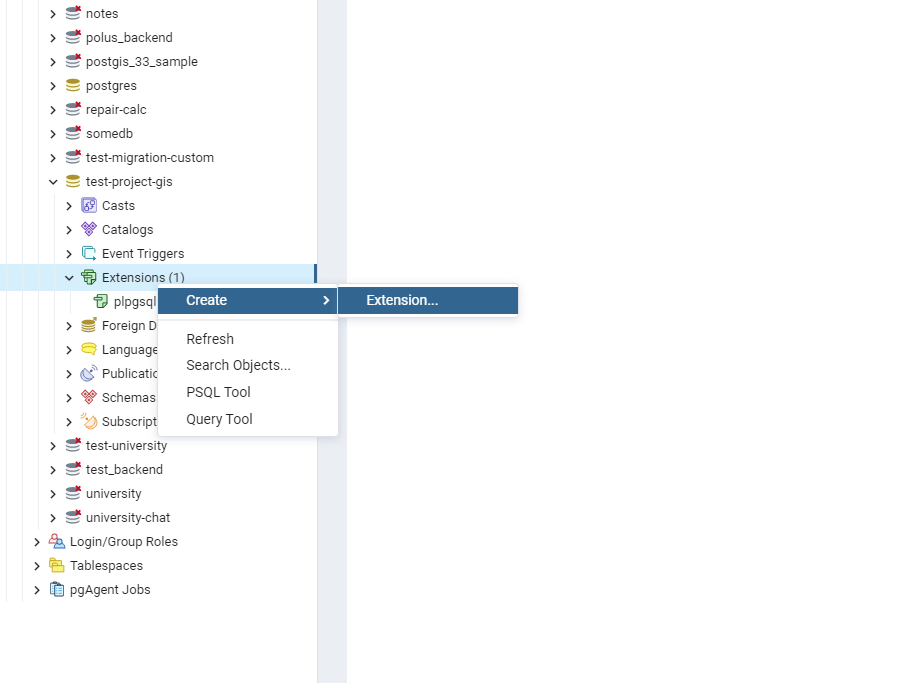 notes
polus_backend
postgis_33_sample
postgres
repair-calc
somedb
test-migration-custom
test-project-gis
Casts
Catalogs
Event Triggers
Extensions (1)
plpgsql
Create
Extension...
Foreign D
Refresh
Language
Search Objects...
Publicatio
PSQL Tool
Schemas
Query Tool
Subscript
test-university
test_backend
university
university-chat
Login/Group Roles
Tablespaces
pgAgent Jobs